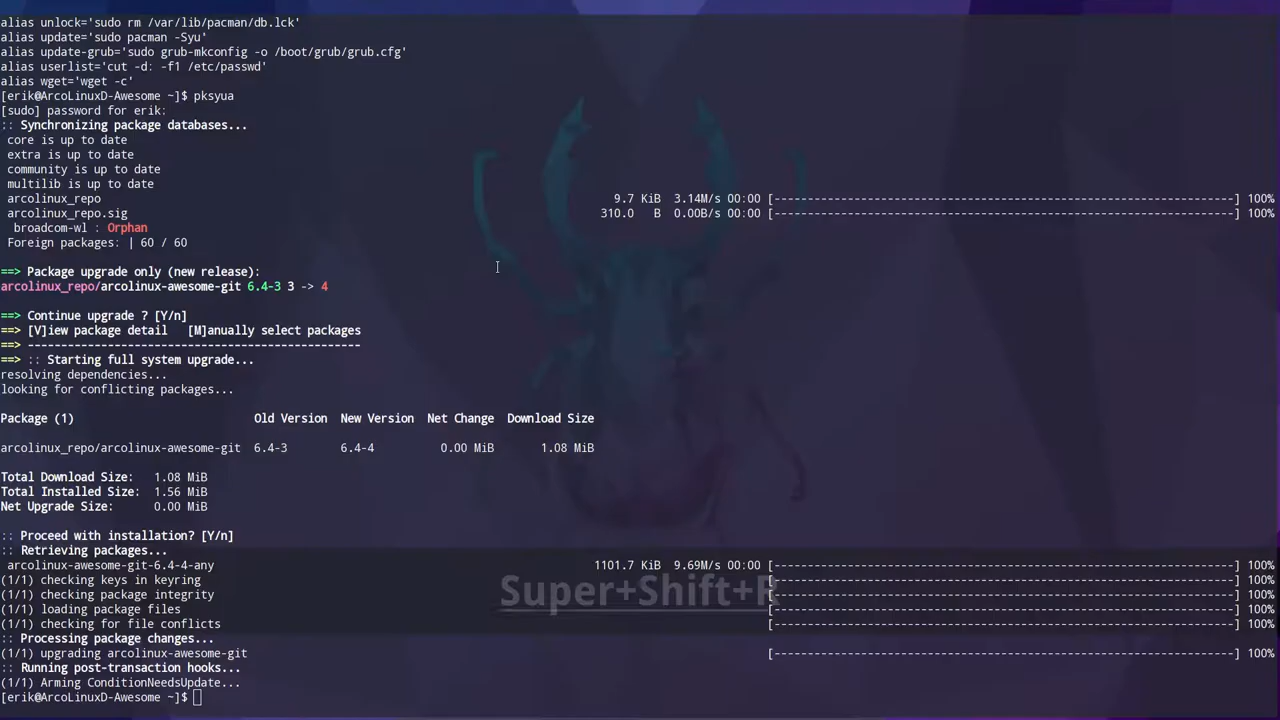 alias unlock='sudo rm /var/lib/pacman/db.lck'
alias update='sudo pacman -Syu'
alias update-grub='sudo grub-mkconfig -o /boot/grub/grub.cfg'
alias userlist='cut -d: -f1 /etc/passwd'
alias wget='wget -c'
[erik@ArcoLinuxD-Awesome ~]$ pksyua
[sudo] password for erik:
:: Synchronizing package databases...
core is up to date
extra is up to date
community is up to date
multilib is up to date
arcolinux_repo 9.7 KiB 3.14M/s 00:00 [----------------------------------------------------------------] 100%
arcolinux_repo.sig 310.0 B 0.00B/s 00:00 [----------------------------------------------------------------] 100%
broadcom-wl : Orphan
Foreign packages: | 60 / 60
==> Package upgrade only (new release):
arcolinux_repo/arcolinux-awesome-git 6.4-3 3 -> 4
==> Continue upgrade ? [Y/n]
==> [V]iew package detail [M]anually select packages
==> --------------------------------------------------
==> :: Starting full system upgrade...
resolving dependencies...
looking for conflicting packages...
Package (1) Old Version New Version Net Change Download Size
arcolinux_repo/arcolinux-awesome-git 6.4-3 6.4-4 0.00 MiB 1.08 MiB
Total Download Size: 1.08 MiB
Total Installed Size: 1.56 MiB
Net Upgrade Size: 0.00 MiB
:: Proceed with installation? [Y/n]
:: Retrieving packages...
arcolinux-awesome-git-6.4-4-any 1101.7 KiB 9.69M/s 00:00 [----------------------------------------------------------------] 100%
(1/1) checking keys in keyring [----------------------------------------------------------------] 100%
(1/1) checking package integrity [----------------------------------------------------------------] 100%
Super+Shift+R
(1/1) loading package files [----------------------------------------------------------------] 100%
(1/1) checking for file conflicts [----------------------------------------------------------------] 100%
:: Processing package changes...
(1/1) upgrading arcolinux-awesome-git [----------------------------------------------------------------] 100%
:: Running post-transaction hooks...
(1/1) Arming ConditionNeedsUpdate...
[erik@ArcoLinuxD-Awesome ~]$